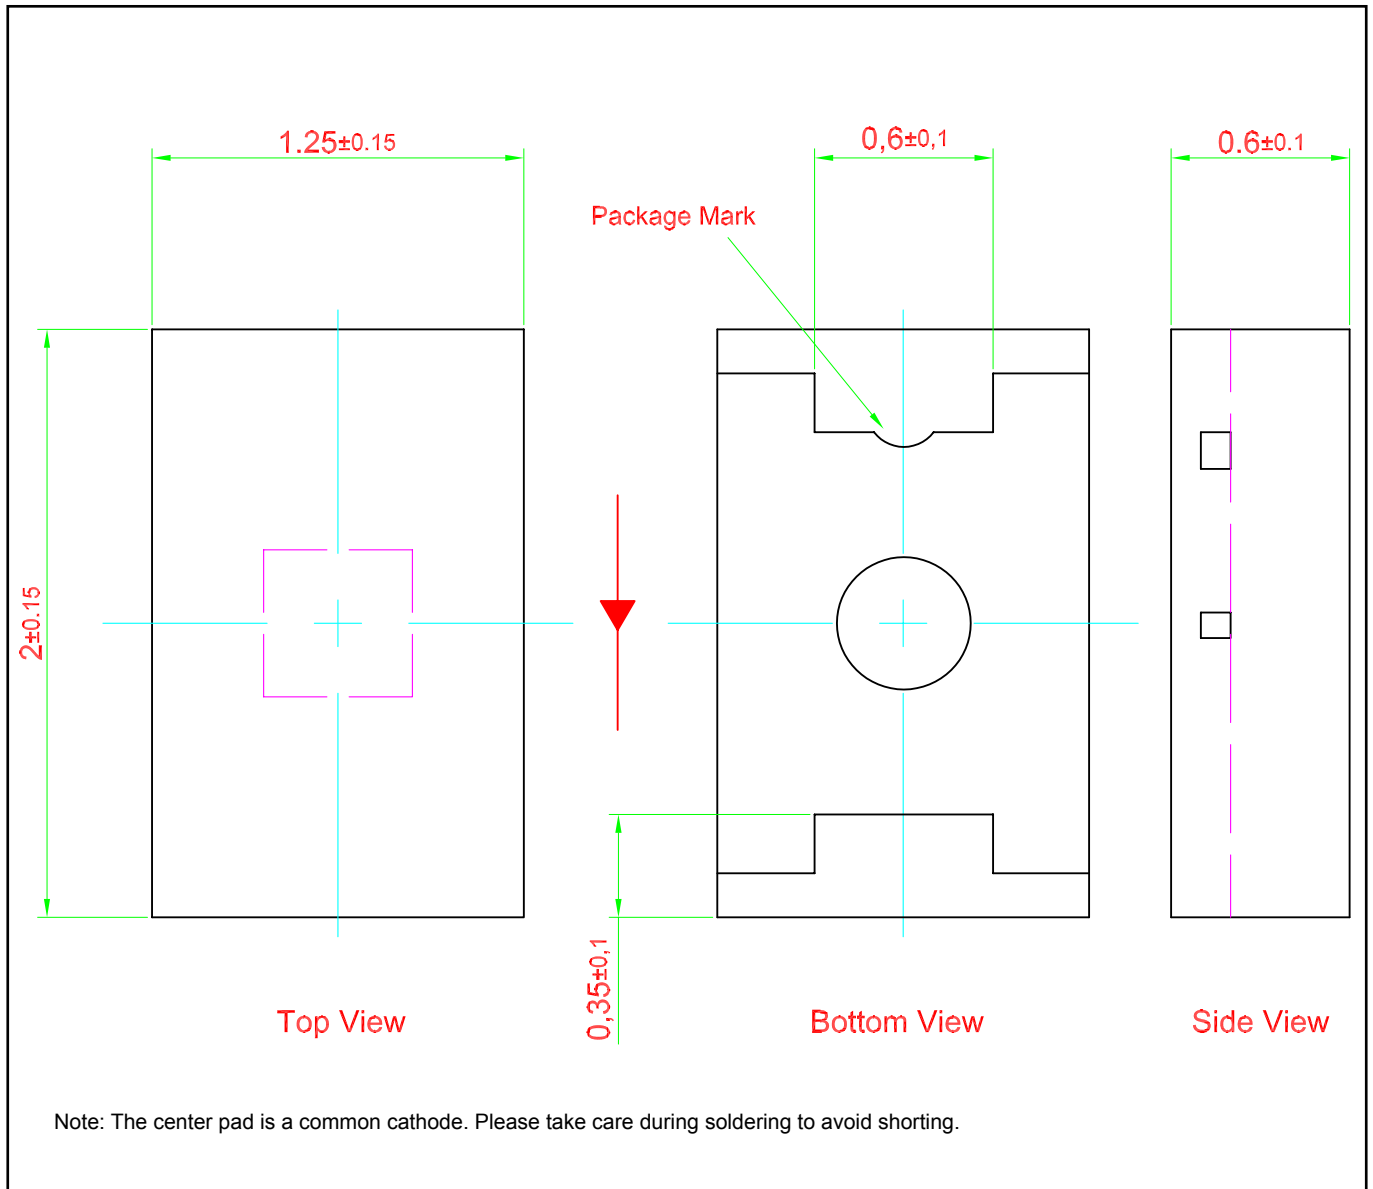 1.25±0.15
0,6±0,1
0.6±0.1
Package Mark
2±0.15
0,35±0,1
Top View
Bottom View
Side View
Note: The center pad is a common cathode. Please take care during soldering to avoid shorting.